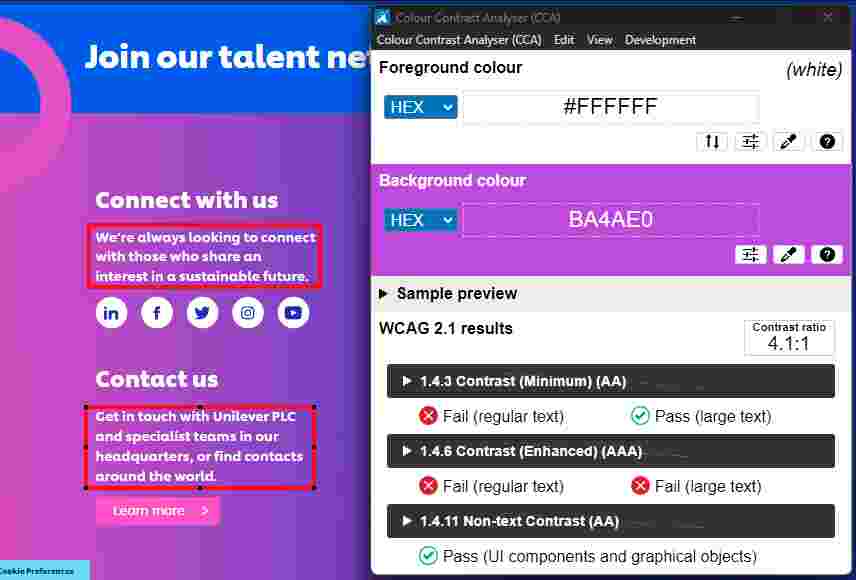 Join our talent net
Connect with us
We're always looking to connect
with those who share an
interest in a sustainable future.
in
f
Contact us
Get in touch with Unilever PLC
and specialist teams in our
headquarters, or find contacts
around the world.
Learn more >
Cookie Preferences
Colour Contrast Analyser (CCA)
Colour Contrast Analyser (CCA) Edit View Development
Foreground colour
(white)
HEX #FFFFFF
?
Background colour
HEX BA4AE0
?
Sample preview
WCAG 2.1 results
Contrast ratio
4.1:1
1.4.3 Contrast (Minimum) (AA)
Fail (regular text) Pass (large text)
1.4.6 Contrast (Enhanced) (AAA)
Fail (regular text) Fail (large text)
1.4.11 Non-text Contrast (AA)
Pass (UI components and graphical objects)